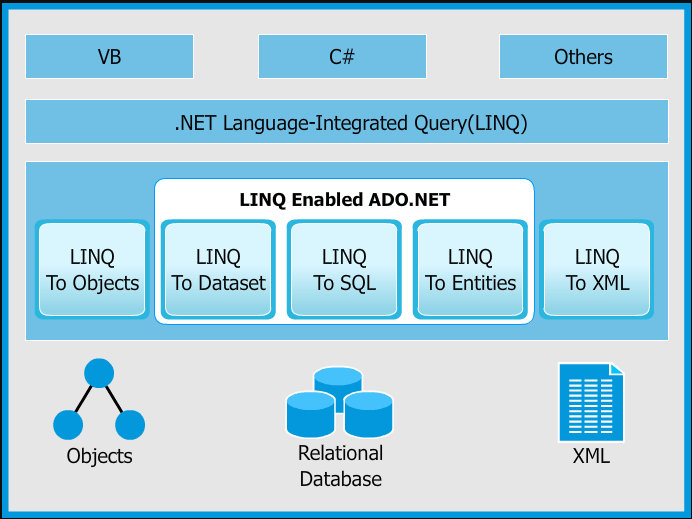 VB
C#
Others
.NET Language-Integrated Query(LINQ)
LINQ Enabled ADO.NET
LINQ
To Objects
LINQ
To Dataset
LINQ
To SQL
LINQ
To Entities
LINQ
To XML
Objects
Relational
Database
XML